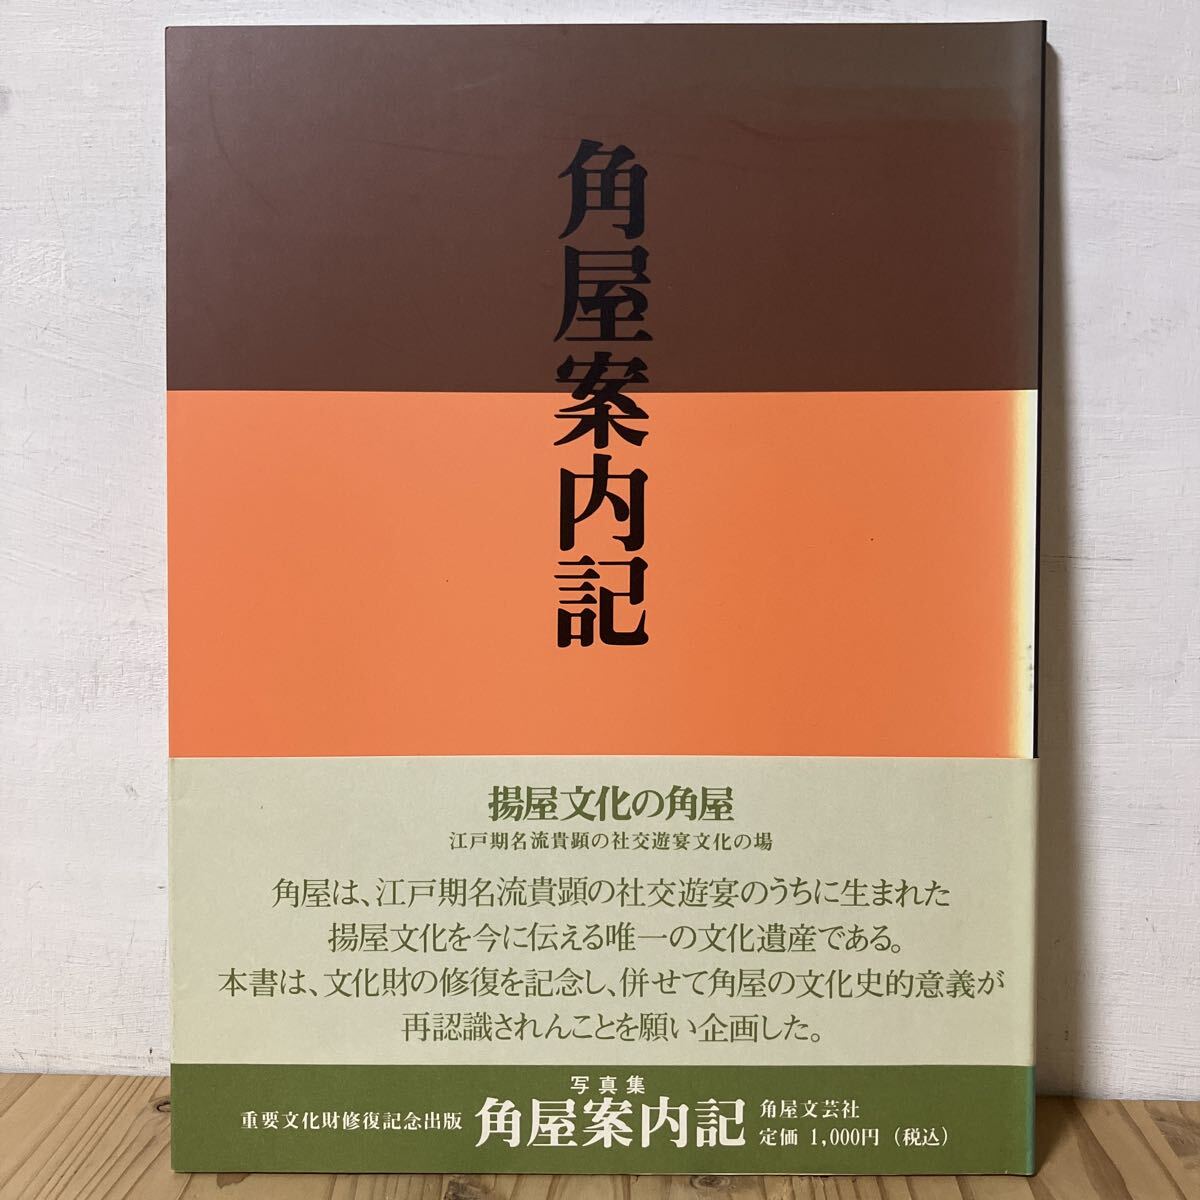 角屋案内記
揚屋文化の角屋
江戸期名流貴顕の社交遊宴文化の場
角屋は、江戸期名流貴顕の社交遊宴のうちに生まれた
揚屋文化を今に伝える唯一の文化遺産である。
本書は、文化財の修復を記念し、併せて角屋の文化史的意義が
再認識されんことを願い企画した。
写真集
重要文化財修復記念出版 角屋案内記 角屋文芸社
定価 1,000円（税込）